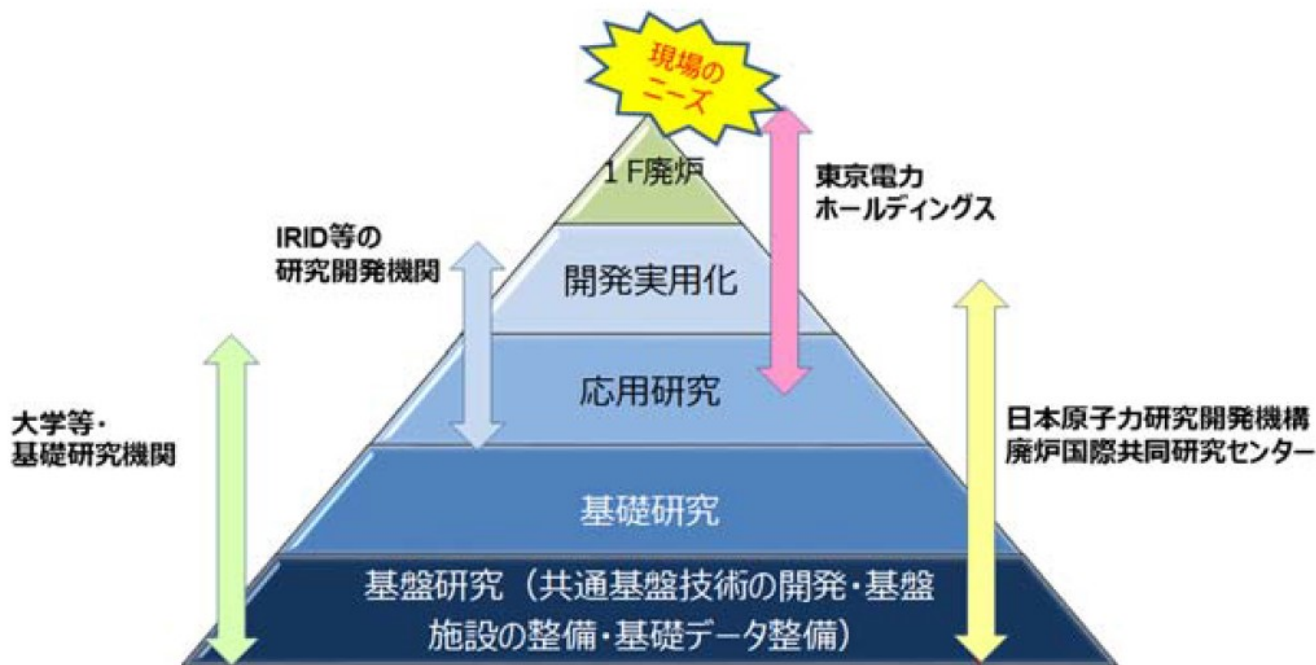 現場の
ニーズ
1F廃炉
東京電力
ホールディングス
IRID等の
研究開発機関
開発実用化
応用研究
大学等・
基礎研究機関
日本原子力研究開発機構
廃炉国際共同研究センター
基礎研究
基盤研究（共通基盤技術の開発・基盤
施設の整備・基礎データ整備）